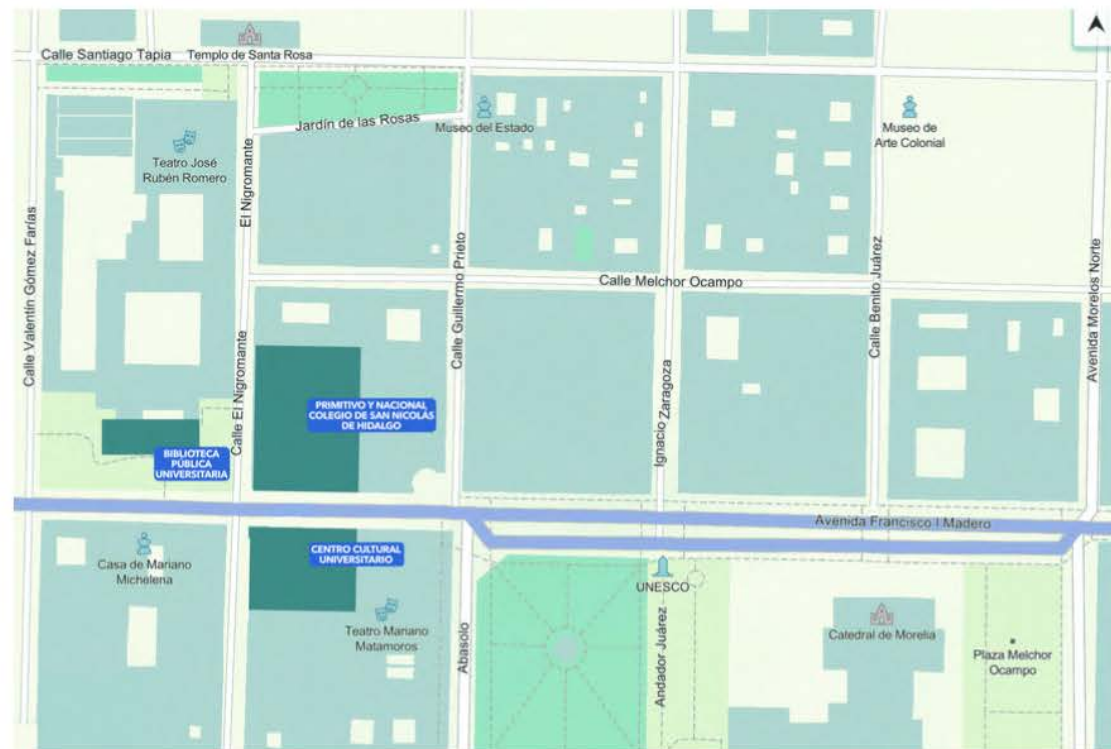 Calle Santiago Tapia
Templo de Santa Rosa
Jardín de las Rosas
Museo del Estado
Museo de
Arte Colonial
Teatro José
Rubén Romero
El Nigromante
Calle Valentín Gómez Farías
Calle Guillermo Prieto
Calle Melchor Ocampo
Calle Benito Juárez
Avenida Morelos Norte
Calle El Nigromante
Ignacio Zaragoza
PRIMITIVO Y NACIONAL
COLEGIO DE SAN NICOLÁS
DE HIDALGO
BIBLIOTECA
PÚBLICA
UNIVERSITARIA
Avenida Francisco I Madero
Casa de Mariano
Michelena
CENTRO CULTURAL
UNIVERSITARIO
UNESCO
Teatro Mariano
Matamoros
Abasolo
Andador Juárez
Catedral de Morelia
Plaza Melchor
Ocampo